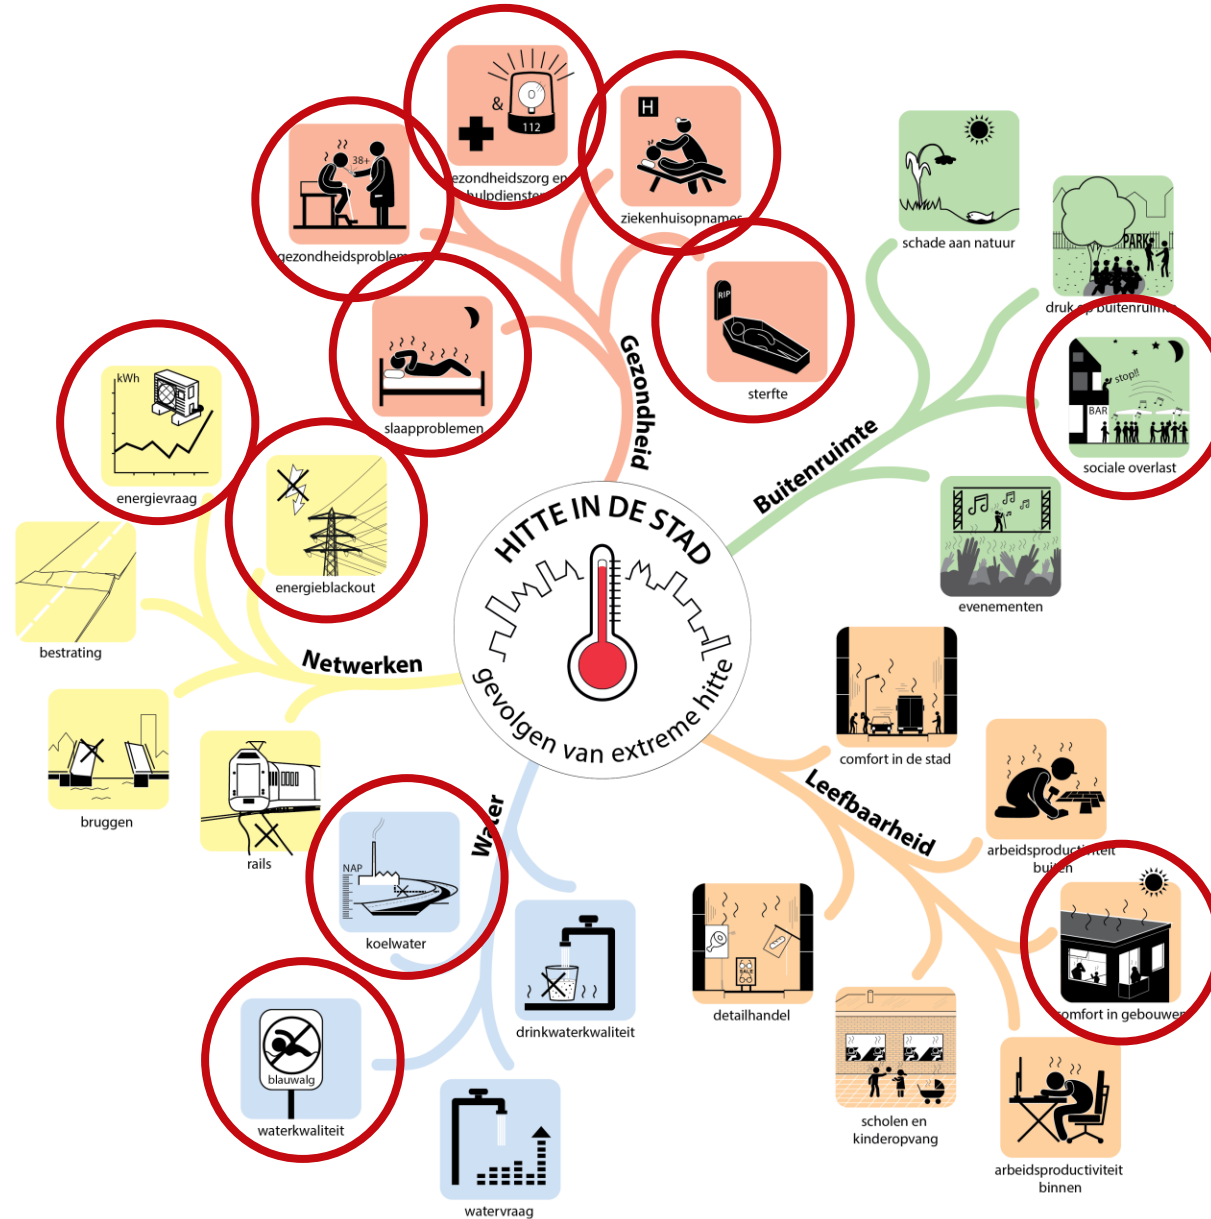 HITTE IN DE STAD
gevolgen van extreme hitte
Gezondheid
38+
gezondheidsproblemen
&
112
gezondheidszorg en
hulpdiensten
H
ziekenhuisopnames
RIP
sterfte
slaapproblemen
Buitenruimte
schade aan natuur
PARK
druk op buitenruimte
stop!!
BAR
sociale overlast
evenementen
Leefbaarheid
comfort in de stad
arbeidsproductiviteit
buiten
comfort in gebouwen
arbeidsproductiviteit
binnen
scholen en
kinderopvang
detailhandel
Water
drinkwaterkwaliteit
watervraag
blauwalg
waterkwaliteit
NAP
koelwater
Netwerken
rails
bruggen
bestrating
kWh
energievraag
energieblackout